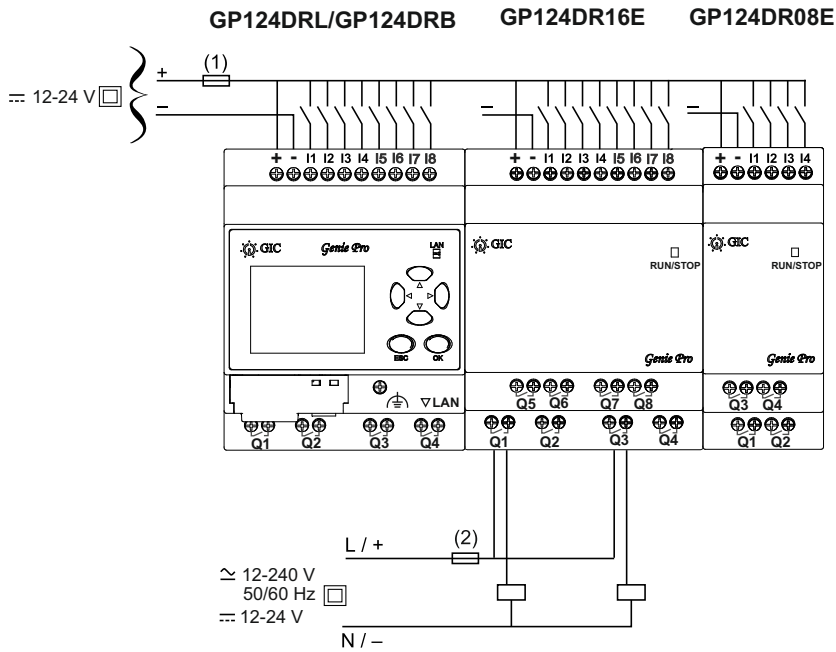 GP124DRL/GP124DRB GP124DR16E GP124DR08E
+ (1)
⎓ 12-24 V
– – –
+ - I1 I2 I3 I4 I5 I6 I7 I8 + - I1 I2 I3 I4 I5 I6 I7 I8 + - I1 I2 I3 I4
GIC Genie Pro LAN GIC GIC
RUN/STOP RUN/STOP
ESC OK Genie Pro Genie Pro
▽LAN Q5 Q6 Q7 Q8 Q3 Q4
Q1 Q2 Q3 Q4 Q1 Q2 Q3 Q4 Q1 Q2
L / + (2)
≃ 12-240 V
50/60 Hz
⎓ 12-24 V
N / –